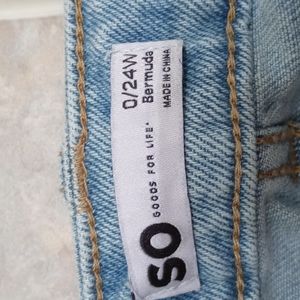 SO
GOODS FOR LIFE*
0/24W
Bermuda
MADE IN CHINA